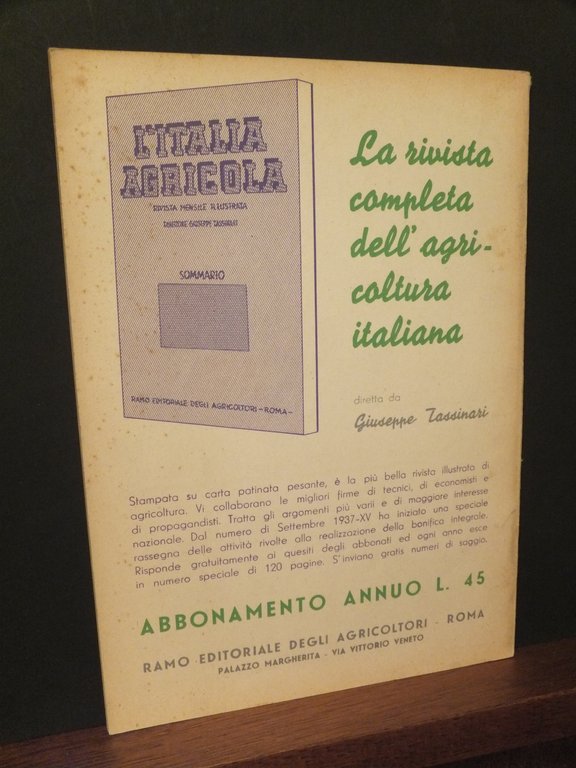 L'ITALIA
AGRICOLA
RIVISTA MENSILE ILLUSTRATA
DIRETTORE GIUSEPPE TASSINARI
SOMMARIO
RAMO EDITORIALE DEGLI AGRICOLTORI - ROMA -
La rivista
completa
dell'agri-
coltura
italiana
diretta da
Giuseppe Tassinari
Stampata su carta patinata pesante, è la più bella rivista illustrata di
agricoltura. Vi collaborano le migliori firme di tecnici, di economisti e
di propagandisti. Tratta gli argomenti più varii e di maggiore interesse
nazionale. Dal numero di Settembre 1937-XV ha iniziato una speciale
rassegna delle attività rivolte alla realizzazione della bonifica integrale.
Risponde gratuitamente ai quesiti degli abbonati ed ogni anno esce
in numero speciale di 120 pagine. S'inviano gratis numeri di saggio.
ABBONAMENTO ANNUO L. 45
RAMO EDITORIALE DEGLI AGRICOLTORI - ROMA
PALAZZO MARGHERITA - VIA VITTORIO VENETO